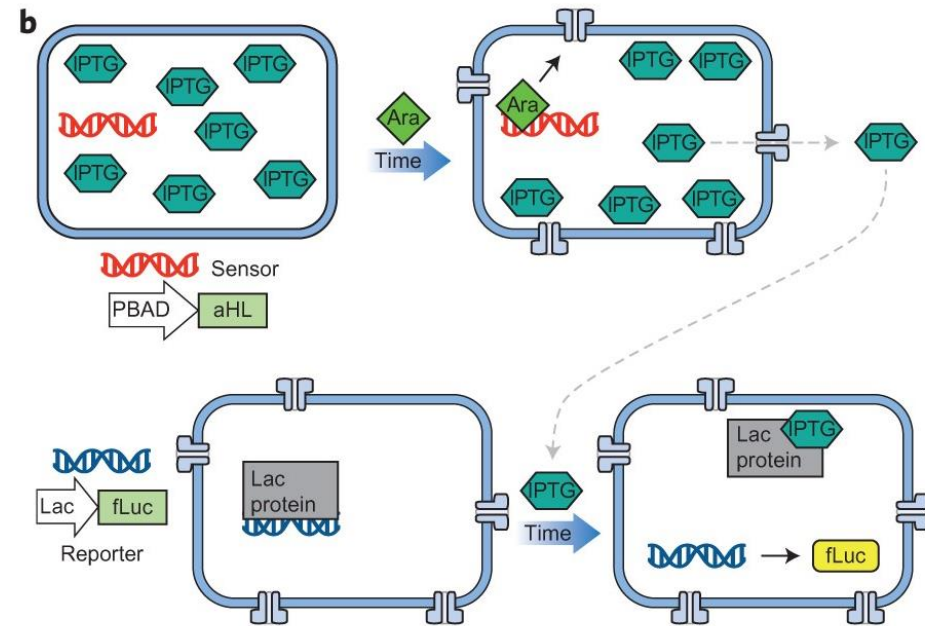 b
IPTG
IPTG
IPTG
IPTG
IPTG
IPTG
IPTG
Sensor
PBAD
aHL
Ara
Time
Ara
IPTG
IPTG
IPTG
IPTG
IPTG
IPTG
IPTG
Lac
fLuc
Reporter
Lac
protein
IPTG
Time
Lac
protein
IPTG
fLuc